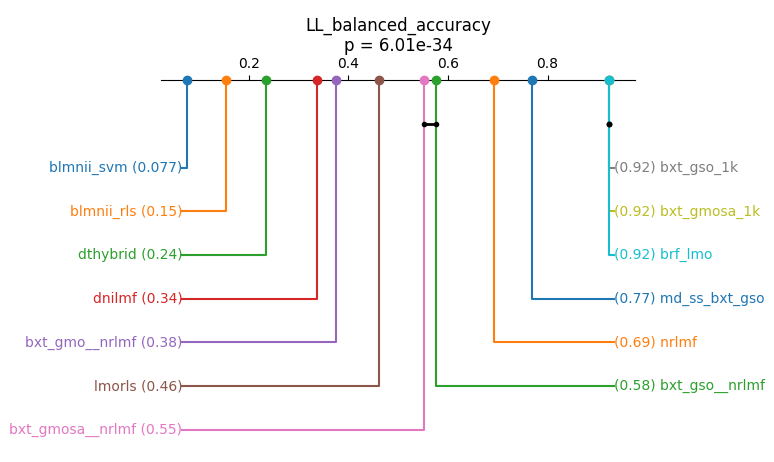 LL_balanced_accuracy
p = 6.01e-34
0.2 0.4 0.6 0.8
blmnii_svm (0.077) (0.92) bxt_gso_1k
blmnii_rls (0.15) (0.92) bxt_gmosa_1k
dthybrid (0.24) (0.92) brf_lmo
dnilmf (0.34) (0.77) md_ss_bxt_gso
bxt_gmo__nrlmf (0.38) (0.69) nrlmf
lmorls (0.46) (0.58) bxt_gso__nrlmf
bxt_gmosa__nrlmf (0.55)